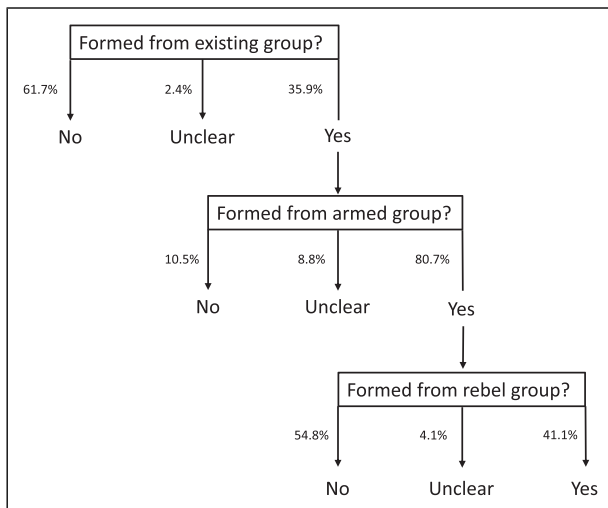 Formed from existing group?
61.7% 2.4% 35.9%
No Unclear Yes
Formed from armed group?
10.5% 8.8% 80.7%
No Unclear Yes
Formed from rebel group?
54.8% 4.1% 41.1%
No Unclear Yes